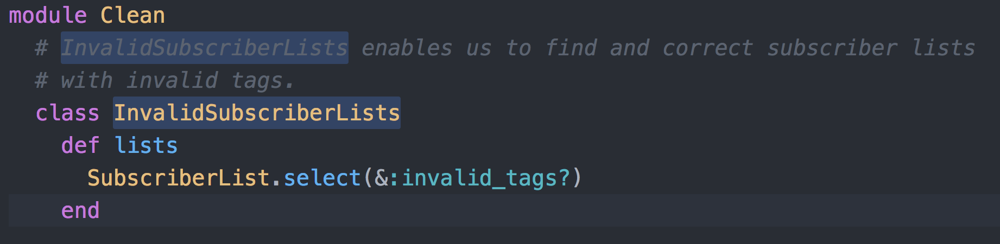 module Clean
  # InvalidSubscriberLists enables us to find and correct subscriber lists
  # with invalid tags.
  class InvalidSubscriberLists
    def lists
      SubscriberList.select(&:invalid_tags?)
    end